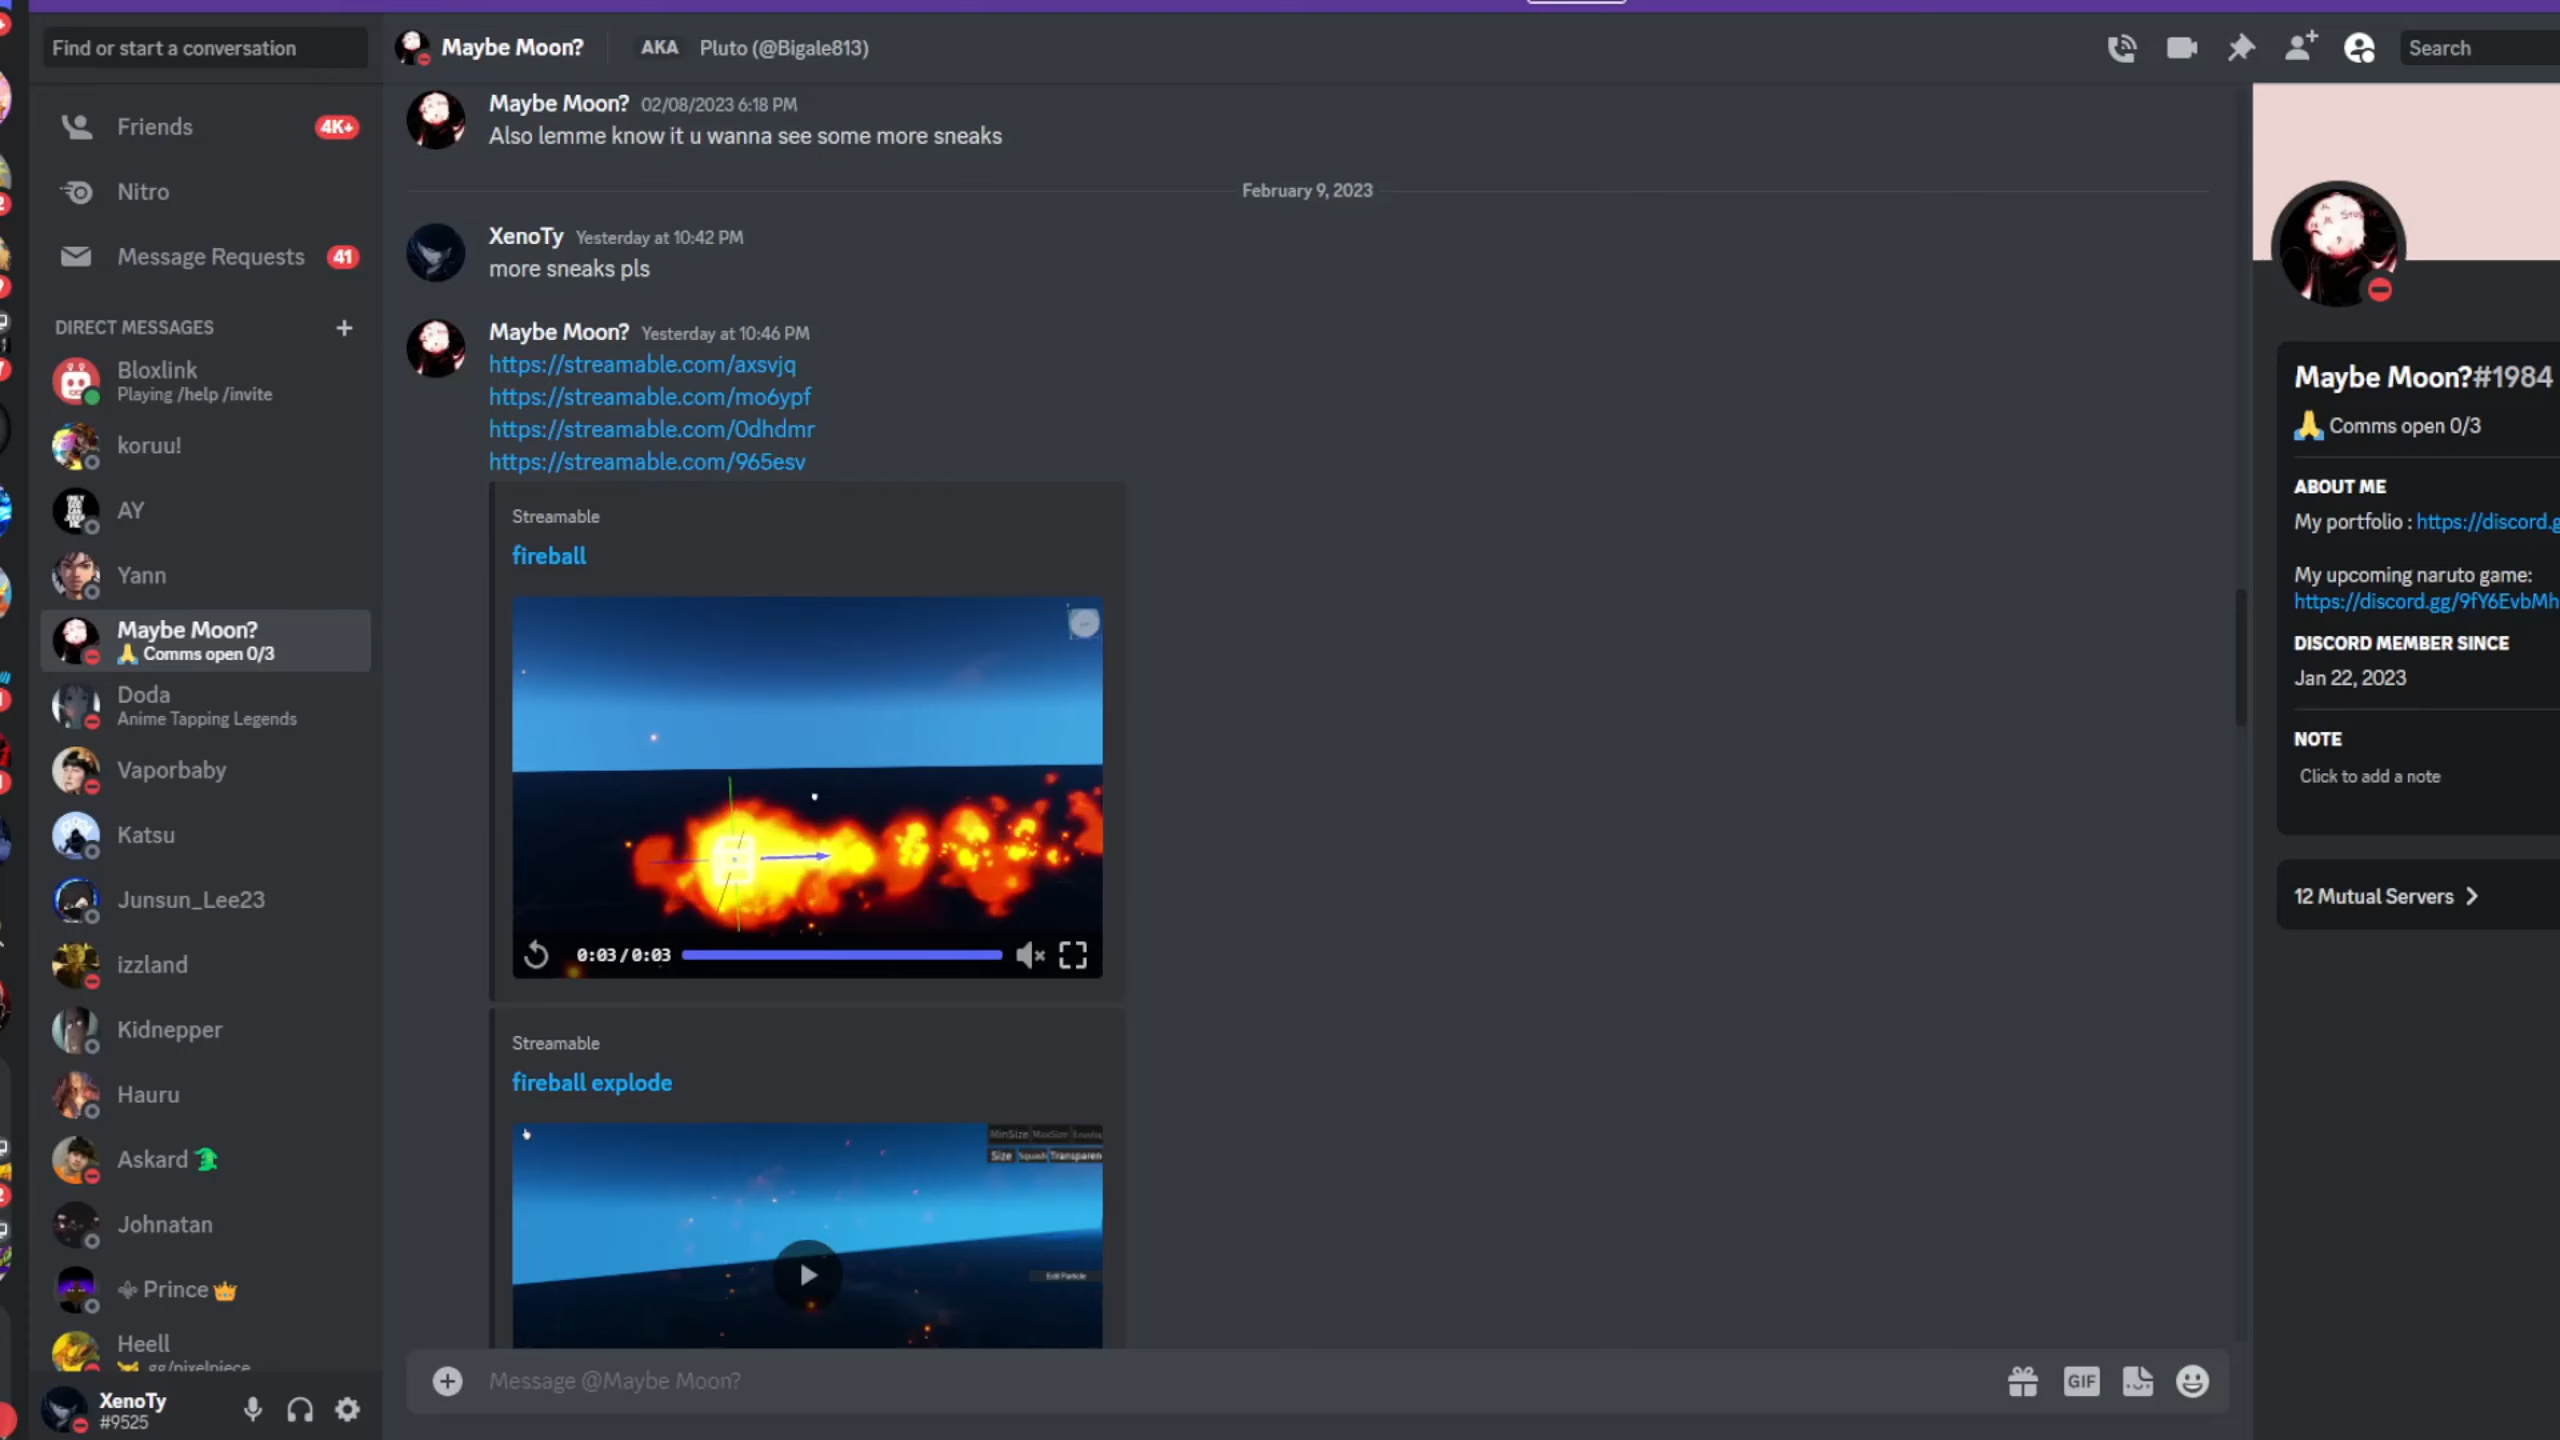 Find or start a conversation
Friends
4K+
Nitro
Message Requests
41
DIRECT MESSAGES
Bloxlink
Playing /help /invite
koruu!
AY
Yann
Maybe Moon?
🙏 Comms open 0/3
Doda
Anime Tapping Legends
Vaporbaby
Katsu
Junsun_Lee23
izzland
Kidnepper
Hauru
Askard
Johnatan
Prince 👑
Heell
gg/pixelpiece
XenoTy
#9525
Maybe Moon?
AKA Pluto (@Bigale813)
Search
Maybe Moon? 02/08/2023 6:18 PM
Also lemme know it u wanna see some more sneaks
February 9, 2023
XenoTy Yesterday at 10:42 PM
more sneaks pls
Maybe Moon? Yesterday at 10:46 PM
https://streamable.com/axsvjq
https://streamable.com/mo6ypf
https://streamable.com/0dhdmr
https://streamable.com/965esv
Streamable
fireball
0:03/0:03
Streamable
fireball explode
MinSize MaxSize
Size Squash Transparen
Edit Particle
Message @Maybe Moon?
GIF
Maybe Moon?#1984
🙏 Comms open 0/3
ABOUT ME
My portfolio : https://discord.g
My upcoming naruto game:
https://discord.gg/9fY6EvbMh
DISCORD MEMBER SINCE
Jan 22, 2023
NOTE
Click to add a note
12 Mutual Servers